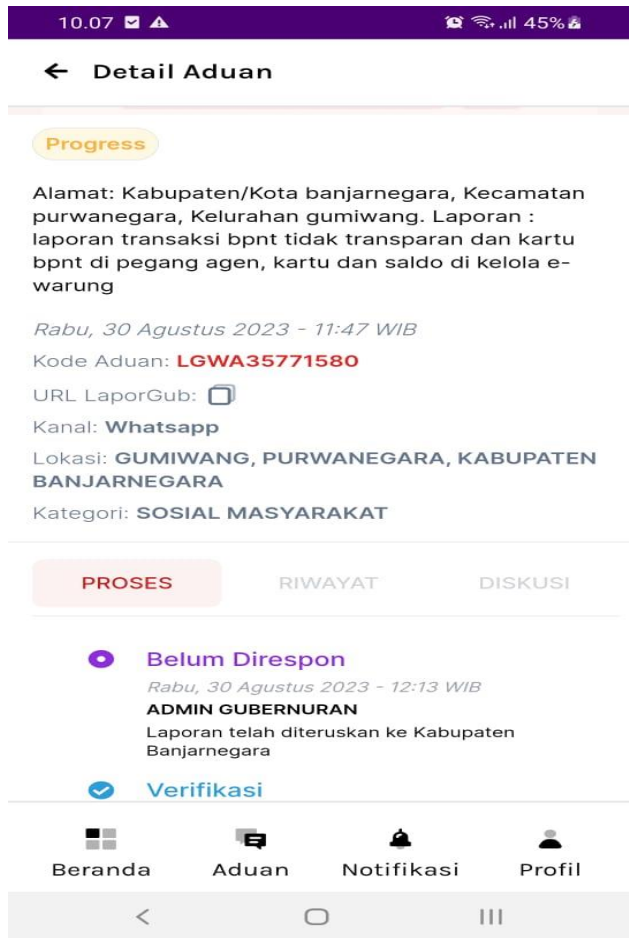 10.07 45%
Detail Aduan
Progress
Alamat: Kabupaten/Kota banjarnegara, Kecamatan
purwanegara, Kelurahan gumiwang. Laporan :
laporan transaksi bpnt tidak transparan dan kartu
bpnt di pegang agen, kartu dan saldo di kelola e-
warung
Rabu, 30 Agustus 2023 - 11:47 WIB
Kode Aduan: LGWA35771580
URL LaporGub:
Kanal: Whatsapp
Lokasi: GUMIWANG, PURWANEGARA, KABUPATEN
BANJARNEGARA
Kategori: SOSIAL MASYARAKAT
PROSES RIWAYAT DISKUSI
Belum Direspon
Rabu, 30 Agustus 2023 - 12:13 WIB
ADMIN GUBERNURAN
Laporan telah diteruskan ke Kabupaten
Banjarnegara
Verifikasi
Beranda Aduan Notifikasi Profil